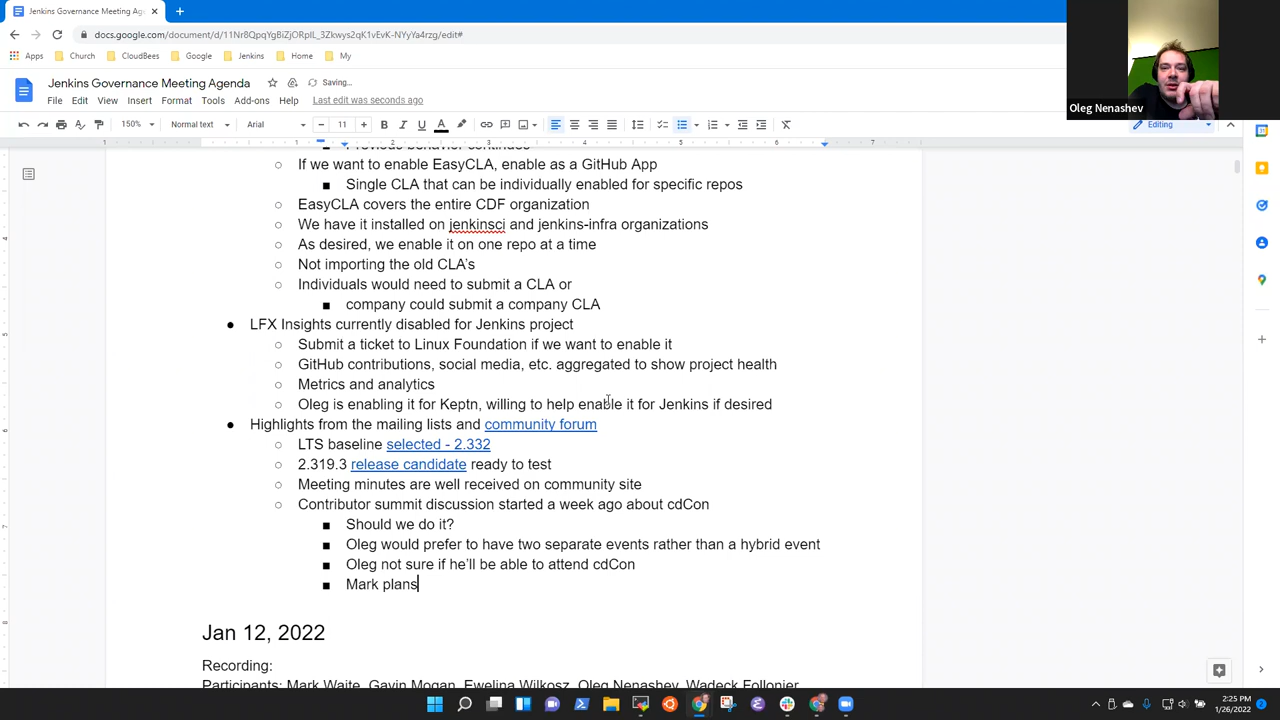 Jenkins Governance Meeting Ag
docs.google.com/document/d/11Nr8QpqYgBiZjORpIL_3Zkwys2qK1vEvK-NYyYa4rzg/edit#
Apps Church CloudBees Google Jenkins Home My
Oleg Nenashev
Jenkins Governance Meeting Agenda Saving...
File Edit View Insert Format Tools Add-ons Help Last edit was seconds ago
150% Normal text Arial 11 Editing
1 1 2 3 4 5 6 7
Previous behavior continues
○ If we want to enable EasyCLA, enable as a GitHub App
■ Single CLA that can be individually enabled for specific repos
○ EasyCLA covers the entire CDF organization
○ We have it installed on jenkinsci and jenkins-infra organizations
○ As desired, we enable it on one repo at a time
○ Not importing the old CLA's
○ Individuals would need to submit a CLA or
■ company could submit a company CLA
● LFX Insights currently disabled for Jenkins project
○ Submit a ticket to Linux Foundation if we want to enable it
○ GitHub contributions, social media, etc. aggregated to show project health
○ Metrics and analytics
○ Oleg is enabling it for Keptn, willing to help enable it for Jenkins if desired
● Highlights from the mailing lists and community forum
○ LTS baseline selected - 2.332
○ 2.319.3 release candidate ready to test
○ Meeting minutes are well received on community site
○ Contributor summit discussion started a week ago about cdCon
■ Should we do it?
■ Oleg would prefer to have two separate events rather than a hybrid event
■ Oleg not sure if he'll be able to attend cdCon
■ Mark plans
Jan 12, 2022
Recording:
Participants: Mark Waite, Gavin Mogan, Ewelina Wilkosz, Oleg Nenashev, Wadeck Follonier
2:25 PM
1/26/2022